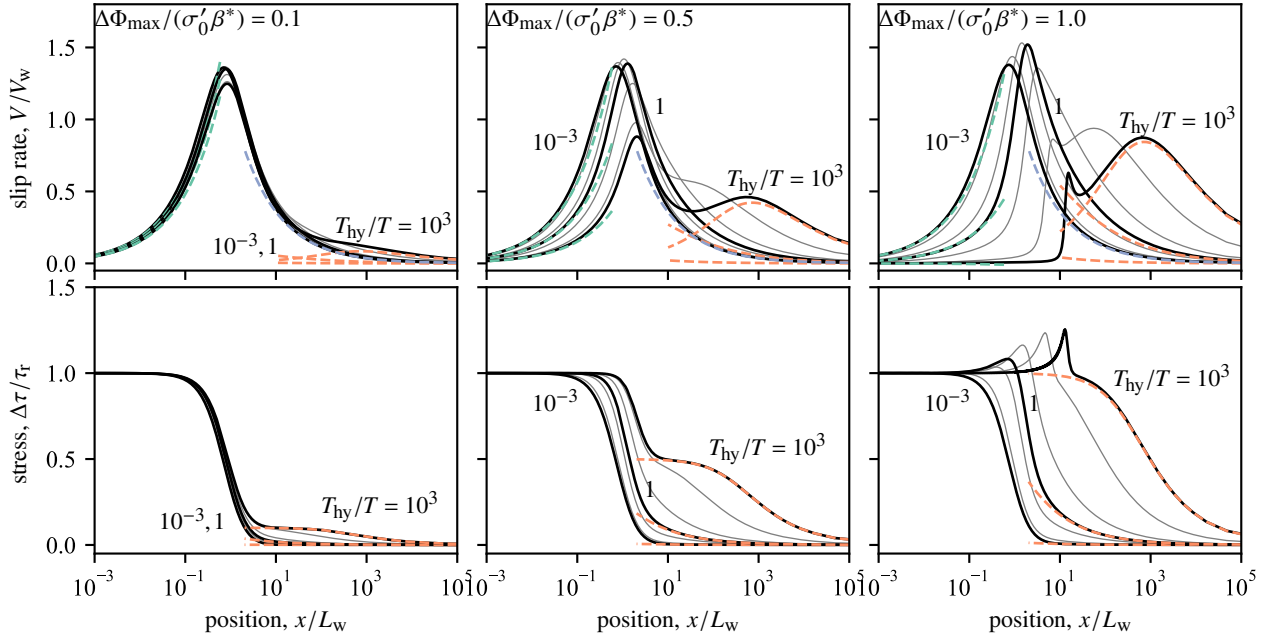 ΔΦmax/(σ′0β*) = 0.1
ΔΦmax/(σ′0β*) = 0.5
ΔΦmax/(σ′0β*) = 1.0
slip rate, V/Vw
1.5
1.0
0.5
0.0
Thy/T = 10³
10⁻³, 1
10⁻³
1
Thy/T = 10³
10⁻³
1
Thy/T = 10³
stress, Δτ/τr
1.5
1.0
0.5
0.0
Thy/T = 10³
10⁻³, 1
10⁻³
1
Thy/T = 10³
10⁻³
1
Thy/T = 10³
10⁻³ 10⁻¹ 10¹ 10³ 10⁵
10⁻³ 10⁻¹ 10¹ 10³ 10⁵
10⁻³ 10⁻¹ 10¹ 10³ 10⁵
position, x/Lw
position, x/Lw
position, x/Lw